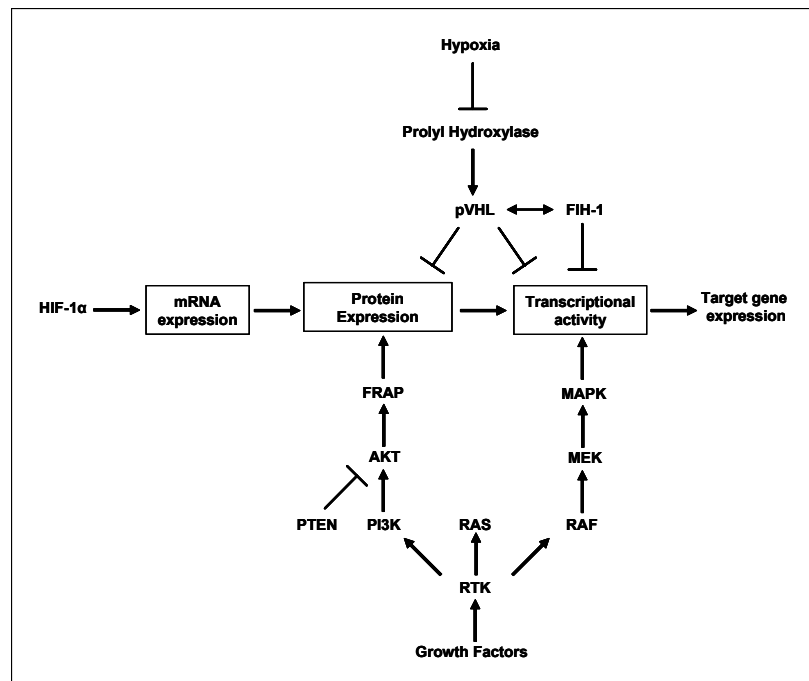 Hypoxia
Prolyl Hydroxylase
pVHL
FIH-1
HIF-1α
mRNA
expression
Protein
Expression
Transcriptional
activity
Target gene
expression
FRAP
MAPK
AKT
MEK
PTEN
PI3K
RAS
RAF
RTK
Growth Factors